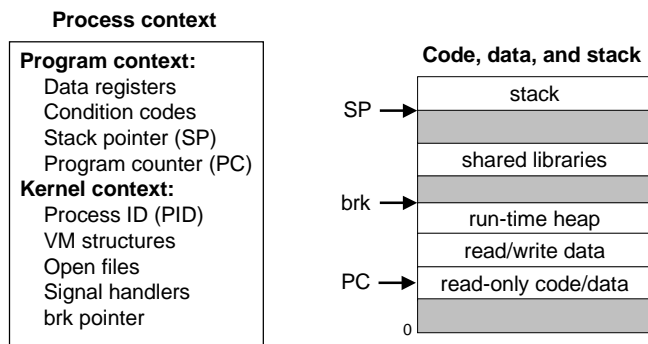 Process context
Program context:
Data registers
Condition codes
Stack pointer (SP)
Program counter (PC)
Kernel context:
Process ID (PID)
VM structures
Open files
Signal handlers
brk pointer
Code, data, and stack
stack
SP
shared libraries
brk
run-time heap
read/write data
PC
read-only code/data
0